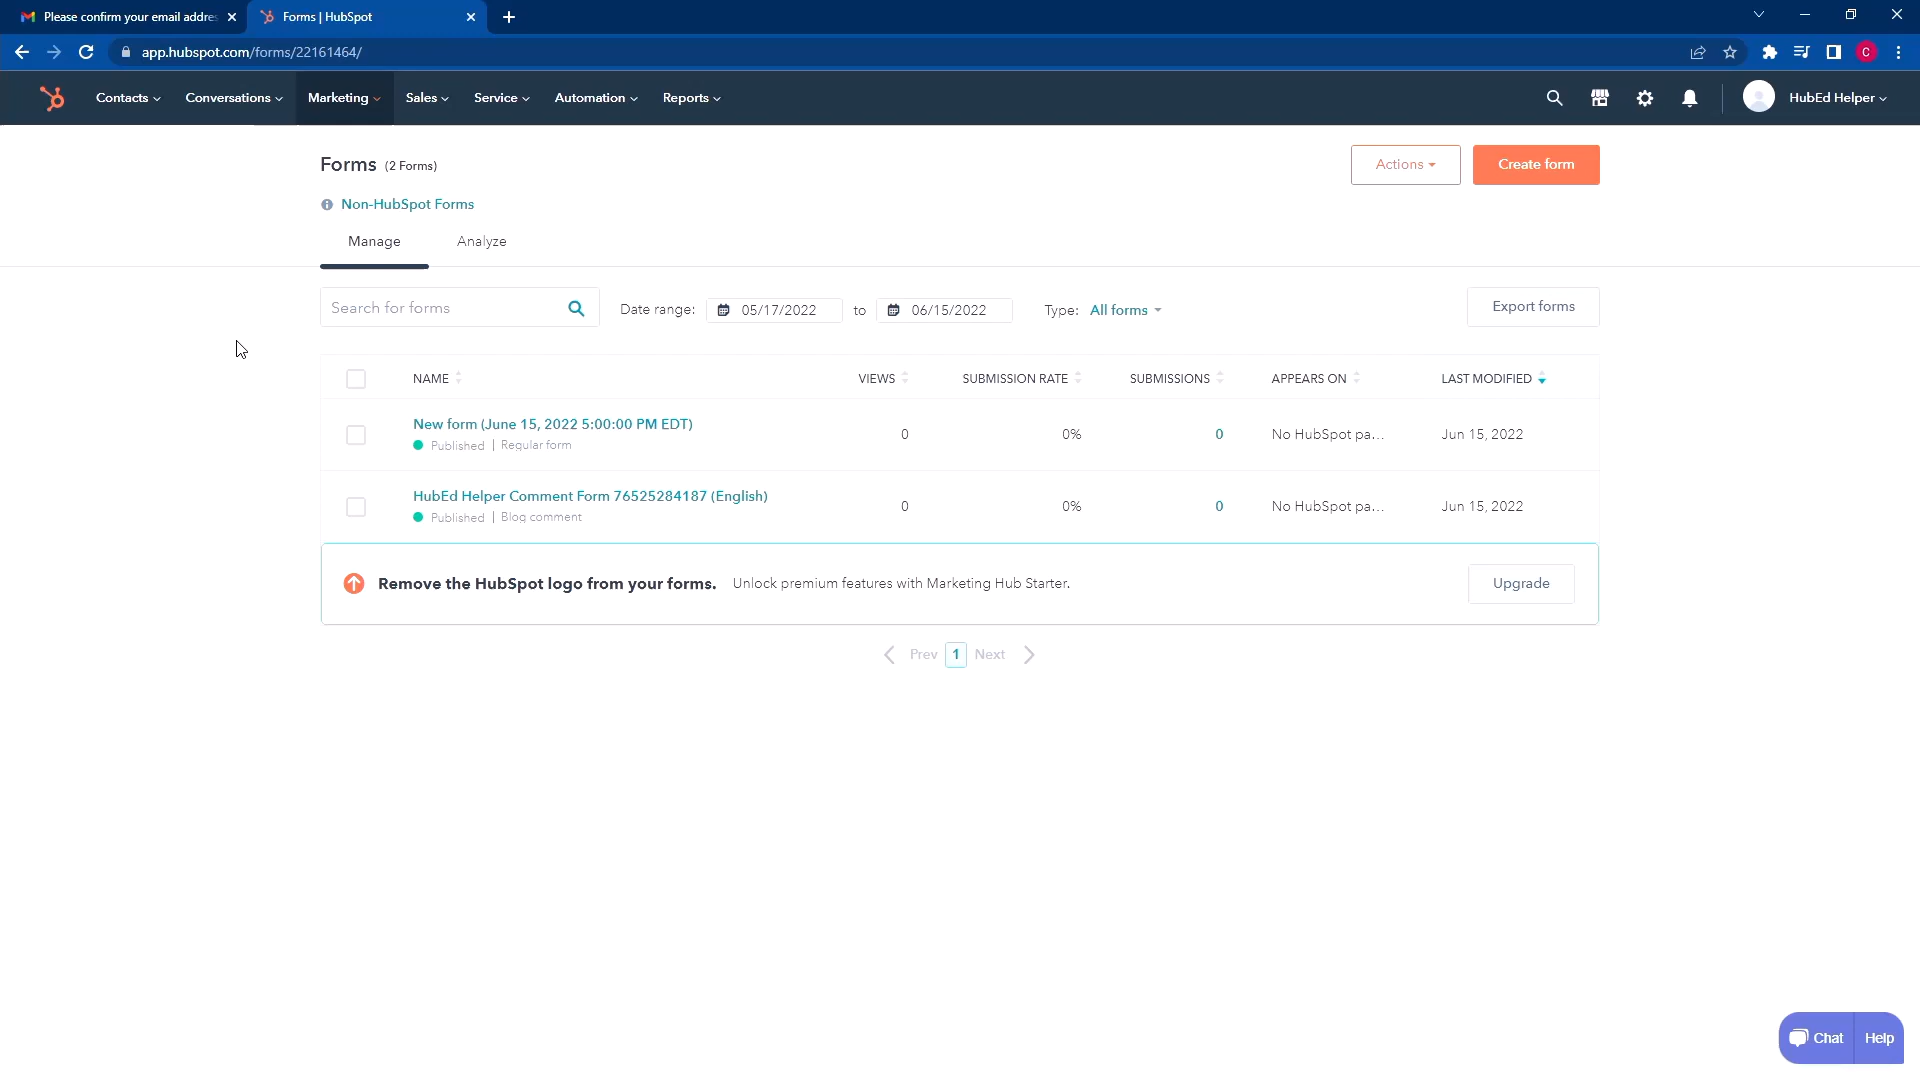 Please confirm your email addre
Forms | HubSpot
app.hubspot.com/forms/22161464/
C
Contacts
Conversations
Marketing
Sales
Service
Automation
Reports
HubEd Helper
Forms (2 Forms)
Actions
Create form
Non-HubSpot Forms
Manage
Analyze
Search for forms
Date range:
05/17/2022
to
06/15/2022
Type: All forms
Export forms
NAME
VIEWS
SUBMISSION RATE
SUBMISSIONS
APPEARS ON
LAST MODIFIED
New form (June 15, 2022 5:00:00 PM EDT)
Published | Regular form
0
0%
0
No HubSpot pa...
Jun 15, 2022
HubEd Helper Comment Form 76525284187 (English)
Published | Blog comment
0
0%
0
No HubSpot pa...
Jun 15, 2022
Remove the HubSpot logo from your forms. Unlock premium features with Marketing Hub Starter.
Upgrade
Prev 1 Next
Chat
Help